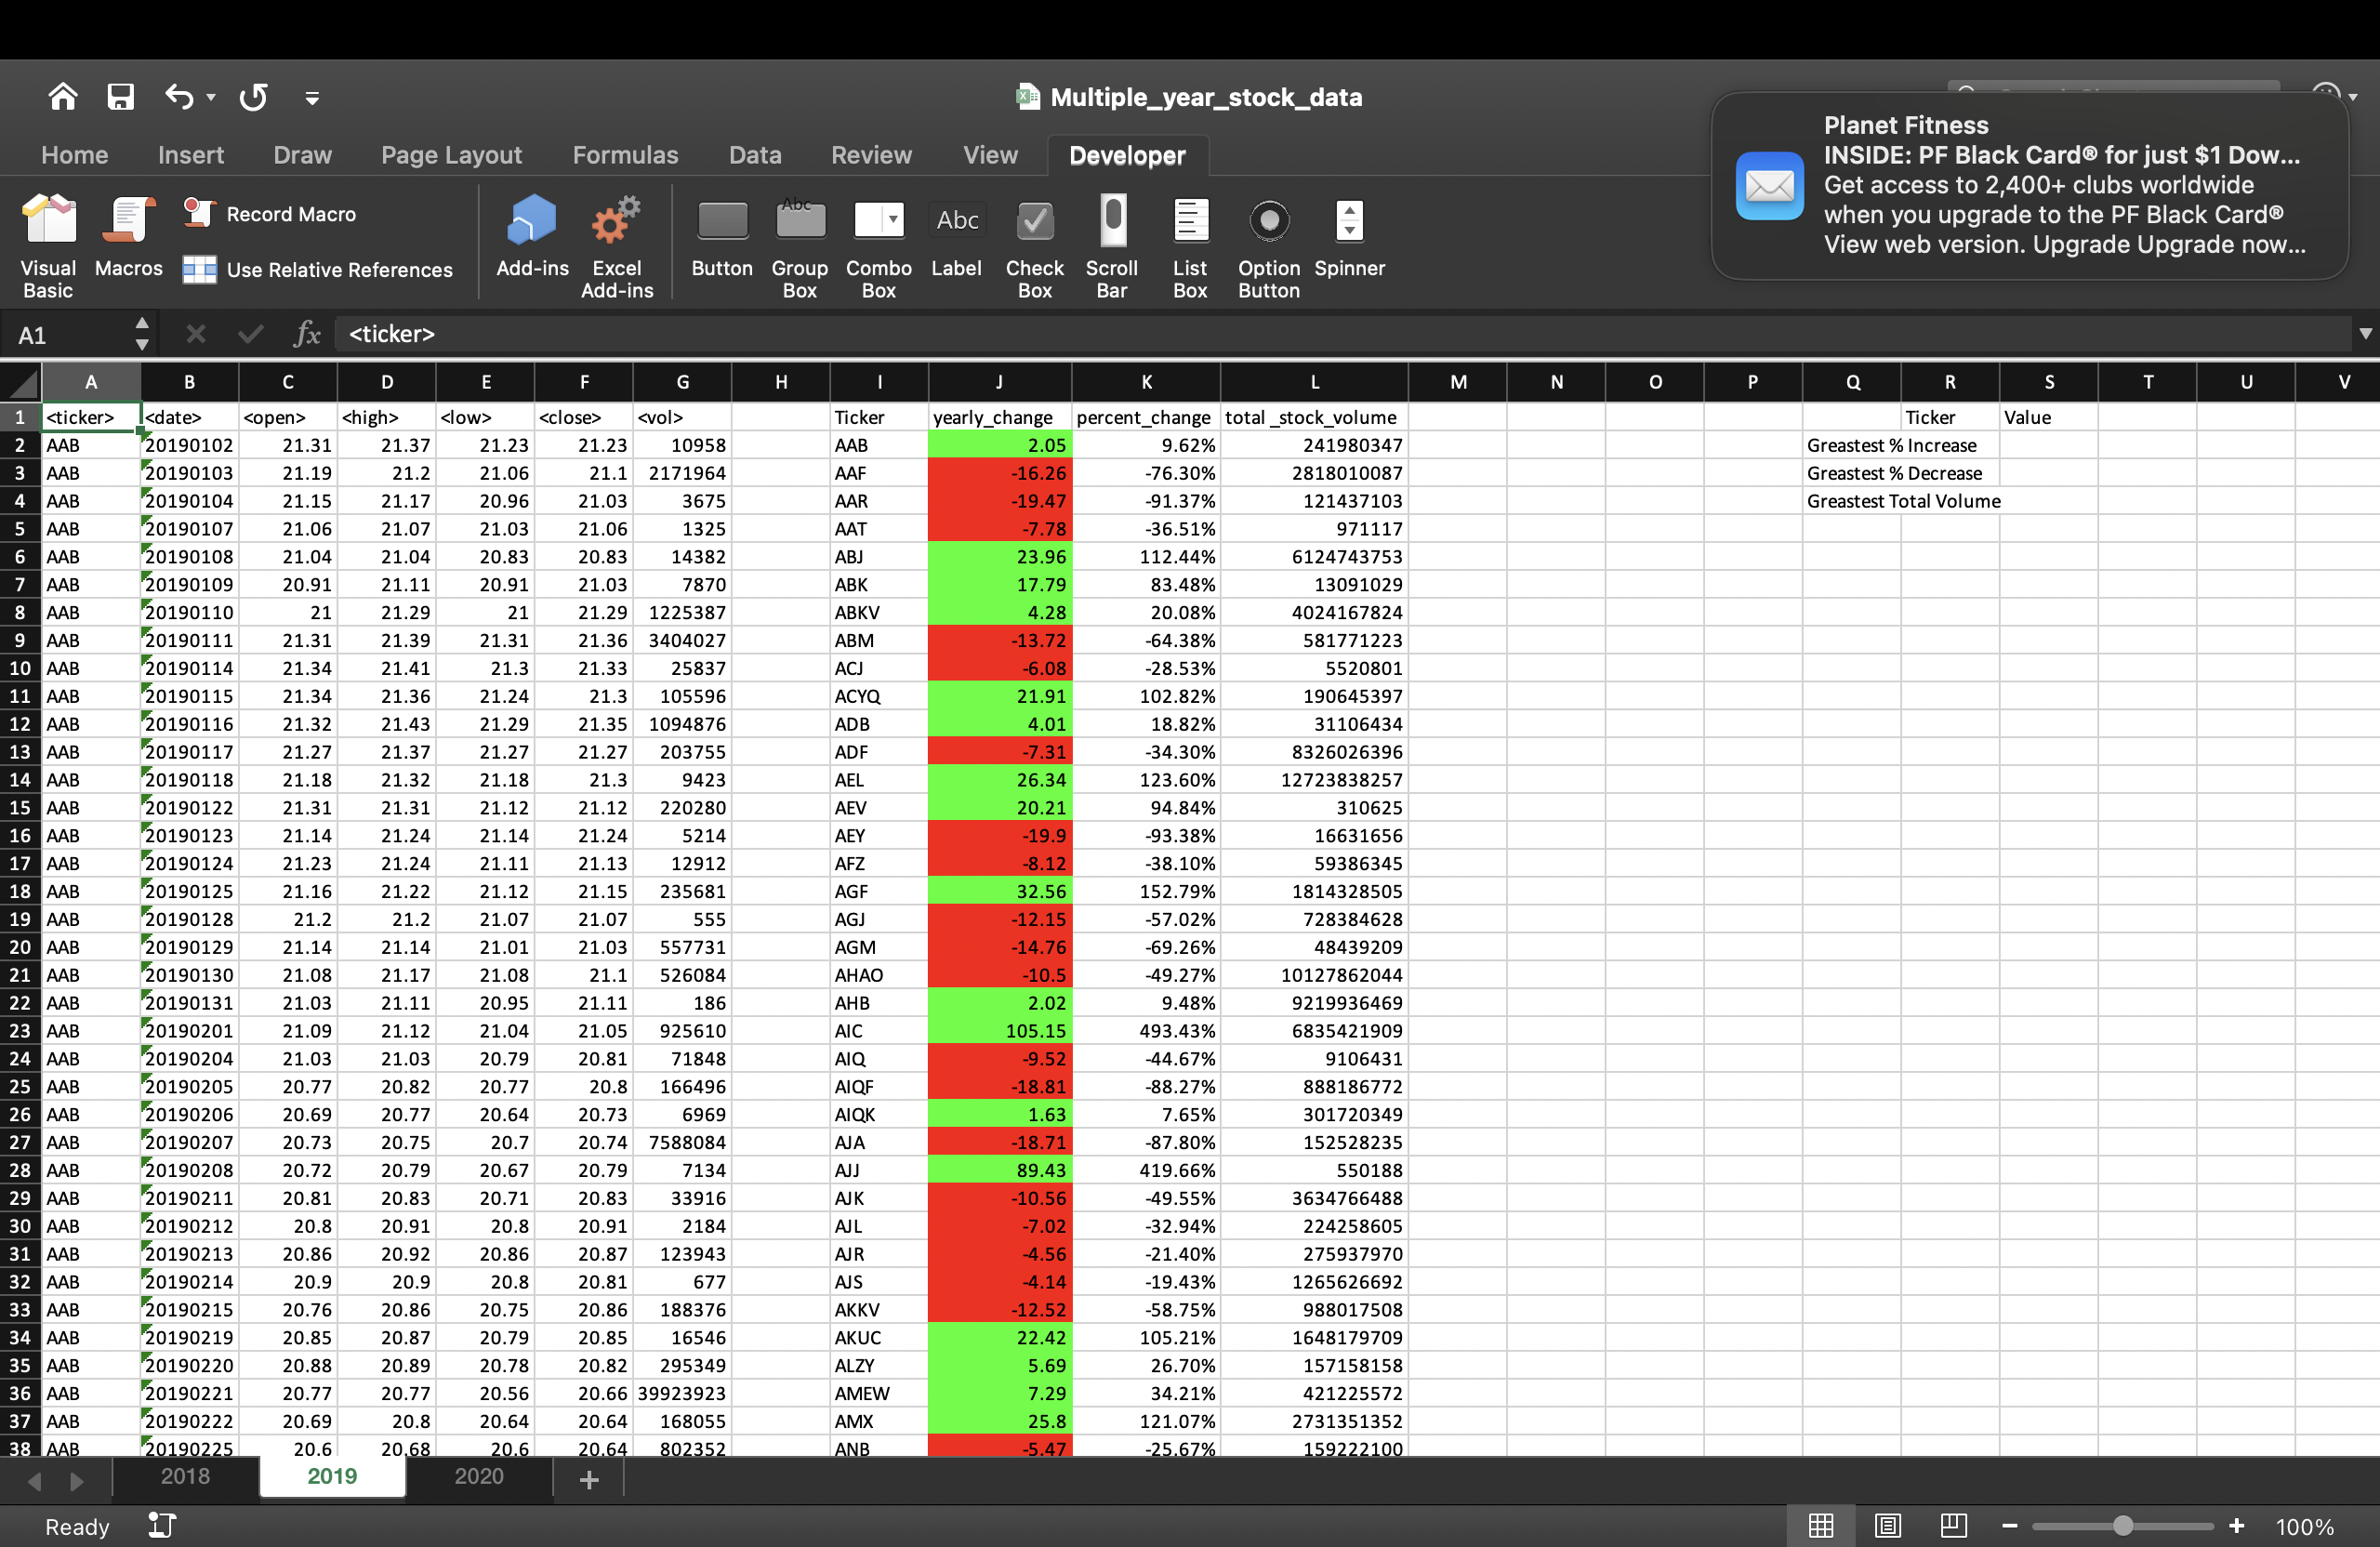 Multiple_year_stock_data
Planet Fitness
INSIDE: PF Black Card® for just $1 Dow...
Get access to 2,400+ clubs worldwide
when you upgrade to the PF Black Card®
View web version. Upgrade Upgrade now...
Home Insert Draw Page Layout Formulas Data Review View Developer
Visual Basic Macros Record Macro Use Relative References Add-ins Excel Add-ins Button Group Box Combo Box Label Check Box Scroll Bar List Box Option Button Spinner
Abc Abc
A1 fx <ticker>
A B C D E F G H I J K L M N O P Q R S T U V
1 <ticker> <date> <open> <high> <low> <close> <vol> Ticker yearly_change percent_change total _stock_volume Ticker Value
2 AAB 20190102 21.31 21.37 21.23 21.23 10958 AAB 2.05 9.62% 241980347 Greastest % Increase
3 AAB 20190103 21.19 21.2 21.06 21.1 2171964 AAF -16.26 -76.30% 2818010087 Greastest % Decrease
4 AAB 20190104 21.15 21.17 20.96 21.03 3675 AAR -19.47 -91.37% 121437103 Greastest Total Volume
5 AAB 20190107 21.06 21.07 21.03 21.06 1325 AAT -7.78 -36.51% 971117
6 AAB 20190108 21.04 21.04 20.83 20.83 14382 ABJ 23.96 112.44% 6124743753
7 AAB 20190109 20.91 21.11 20.91 21.03 7870 ABK 17.79 83.48% 13091029
8 AAB 20190110 21 21.29 21 21.29 1225387 ABKV 4.28 20.08% 4024167824
9 AAB 20190111 21.31 21.39 21.31 21.36 3404027 ABM -13.72 -64.38% 581771223
10 AAB 20190114 21.34 21.41 21.3 21.33 25837 ACJ -6.08 -28.53% 5520801
11 AAB 20190115 21.34 21.36 21.24 21.3 105596 ACYQ 21.91 102.82% 190645397
12 AAB 20190116 21.32 21.43 21.29 21.35 1094876 ADB 4.01 18.82% 31106434
13 AAB 20190117 21.27 21.37 21.27 21.27 203755 ADF -7.31 -34.30% 8326026396
14 AAB 20190118 21.18 21.32 21.18 21.3 9423 AEL 26.34 123.60% 12723838257
15 AAB 20190122 21.31 21.31 21.12 21.12 220280 AEV 20.21 94.84% 310625
16 AAB 20190123 21.14 21.24 21.14 21.24 5214 AEY -19.9 -93.38% 16631656
17 AAB 20190124 21.23 21.24 21.11 21.13 12912 AFZ -8.12 -38.10% 59386345
18 AAB 20190125 21.16 21.22 21.12 21.15 235681 AGF 32.56 152.79% 1814328505
19 AAB 20190128 21.2 21.2 21.07 21.07 555 AGJ -12.15 -57.02% 728384628
20 AAB 20190129 21.14 21.14 21.01 21.03 557731 AGM -14.76 -69.26% 48439209
21 AAB 20190130 21.08 21.17 21.08 21.1 526084 AHAO -10.5 -49.27% 10127862044
22 AAB 20190131 21.03 21.11 20.95 21.11 186 AHB 2.02 9.48% 9219936469
23 AAB 20190201 21.09 21.12 21.04 21.05 925610 AIC 105.15 493.43% 6835421909
24 AAB 20190204 21.03 21.03 20.79 20.81 71848 AIQ -9.52 -44.67% 9106431
25 AAB 20190205 20.77 20.82 20.77 20.8 166496 AIQF -18.81 -88.27% 888186772
26 AAB 20190206 20.69 20.77 20.64 20.73 6969 AIQK 1.63 7.65% 301720349
27 AAB 20190207 20.73 20.75 20.7 20.74 7588084 AJA -18.71 -87.80% 152528235
28 AAB 20190208 20.72 20.79 20.67 20.79 7134 AJJ 89.43 419.66% 550188
29 AAB 20190211 20.81 20.83 20.71 20.83 33916 AJK -10.56 -49.55% 3634766488
30 AAB 20190212 20.8 20.91 20.8 20.91 2184 AJL -7.02 -32.94% 224258605
31 AAB 20190213 20.86 20.92 20.86 20.87 123943 AJR -4.56 -21.40% 275937970
32 AAB 20190214 20.9 20.9 20.8 20.81 677 AJS -4.14 -19.43% 1265626692
33 AAB 20190215 20.76 20.86 20.75 20.86 188376 AKKV -12.52 -58.75% 988017508
34 AAB 20190219 20.85 20.87 20.79 20.85 16546 AKUC 22.42 105.21% 1648179709
35 AAB 20190220 20.88 20.89 20.78 20.82 295349 ALZY 5.69 26.70% 157158158
36 AAB 20190221 20.77 20.77 20.56 20.66 39923923 AMEW 7.29 34.21% 421225572
37 AAB 20190222 20.69 20.8 20.64 20.64 168055 AMX 25.8 121.07% 2731351352
38 AAB 20190225 20.6 20.68 20.6 20.64 802352 ANB -5.47 -25.67% 159222100
2018 2019 2020
Ready 100%